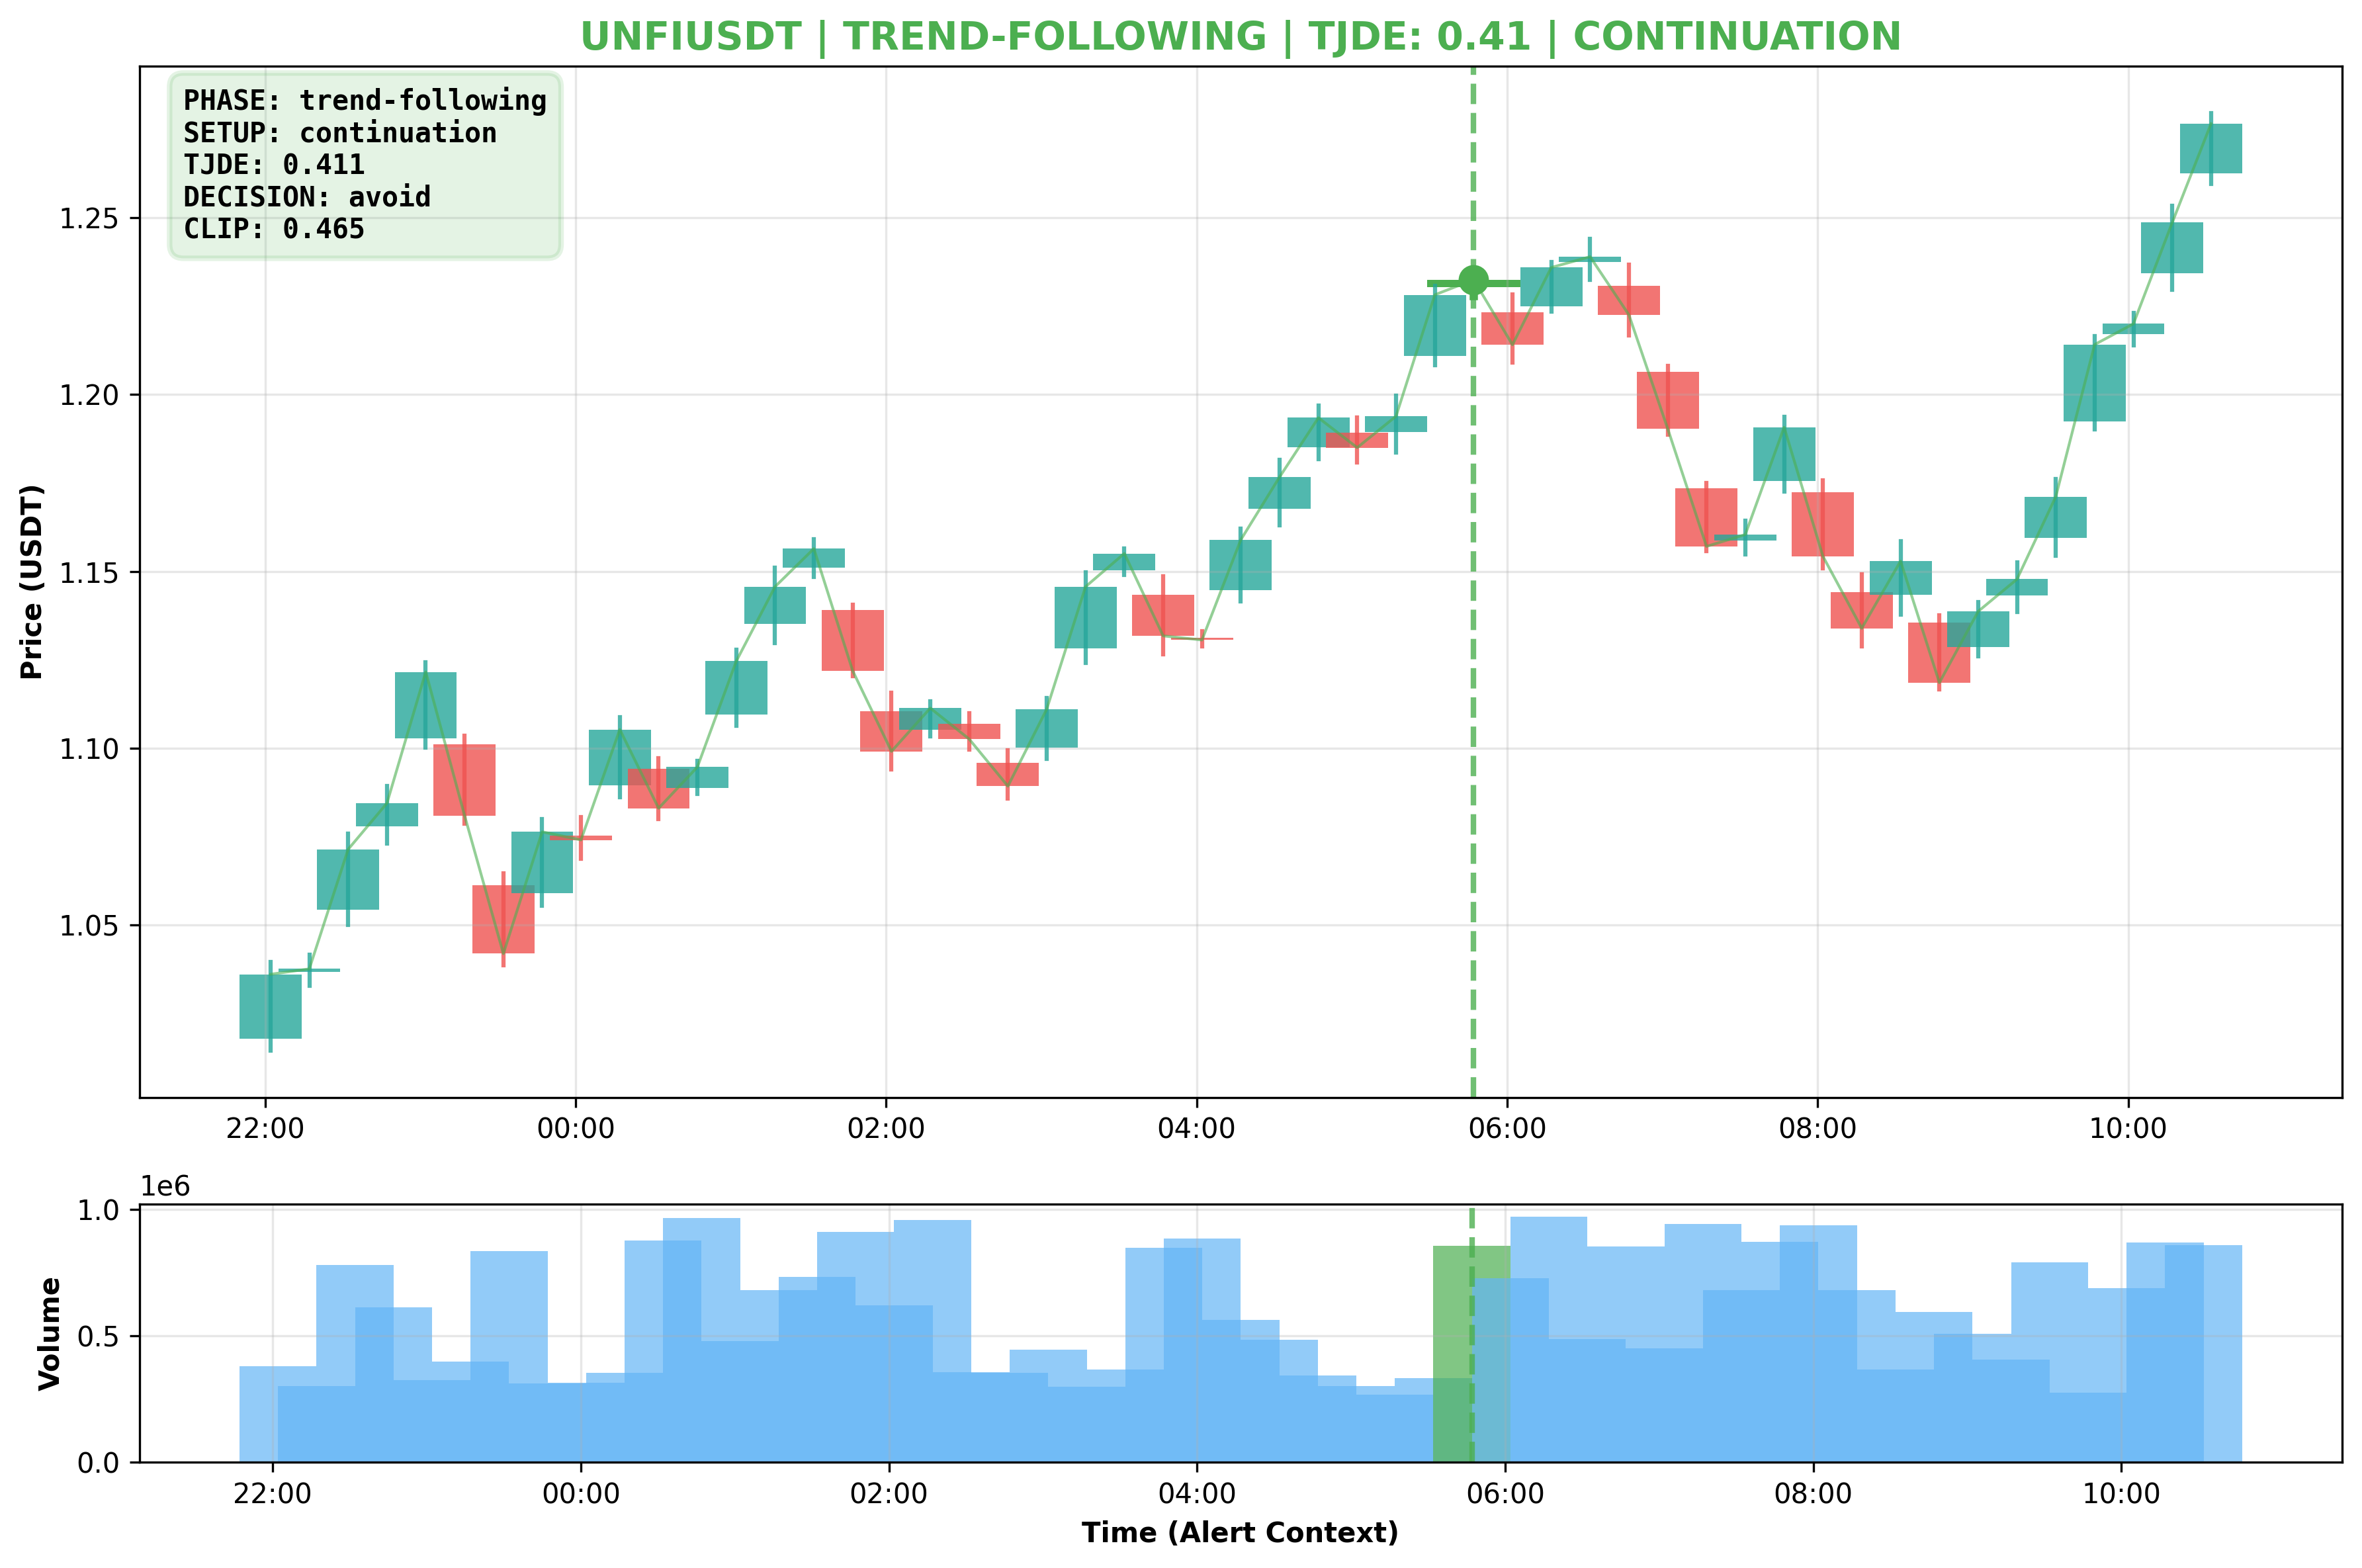 UNFIUSDT | TREND-FOLLOWING | TJDE: 0.41 | CONTINUATION
PHASE: trend-following
SETUP: continuation
TJDE: 0.411
DECISION: avoid
CLIP: 0.465
Price (USDT)
1.25
1.20
1.15
1.10
1.05
22:00 00:00 02:00 04:00 06:00 08:00 10:00
1e6
Volume
1.0
0.5
0.0
22:00 00:00 02:00 04:00 06:00 08:00 10:00
Time (Alert Context)